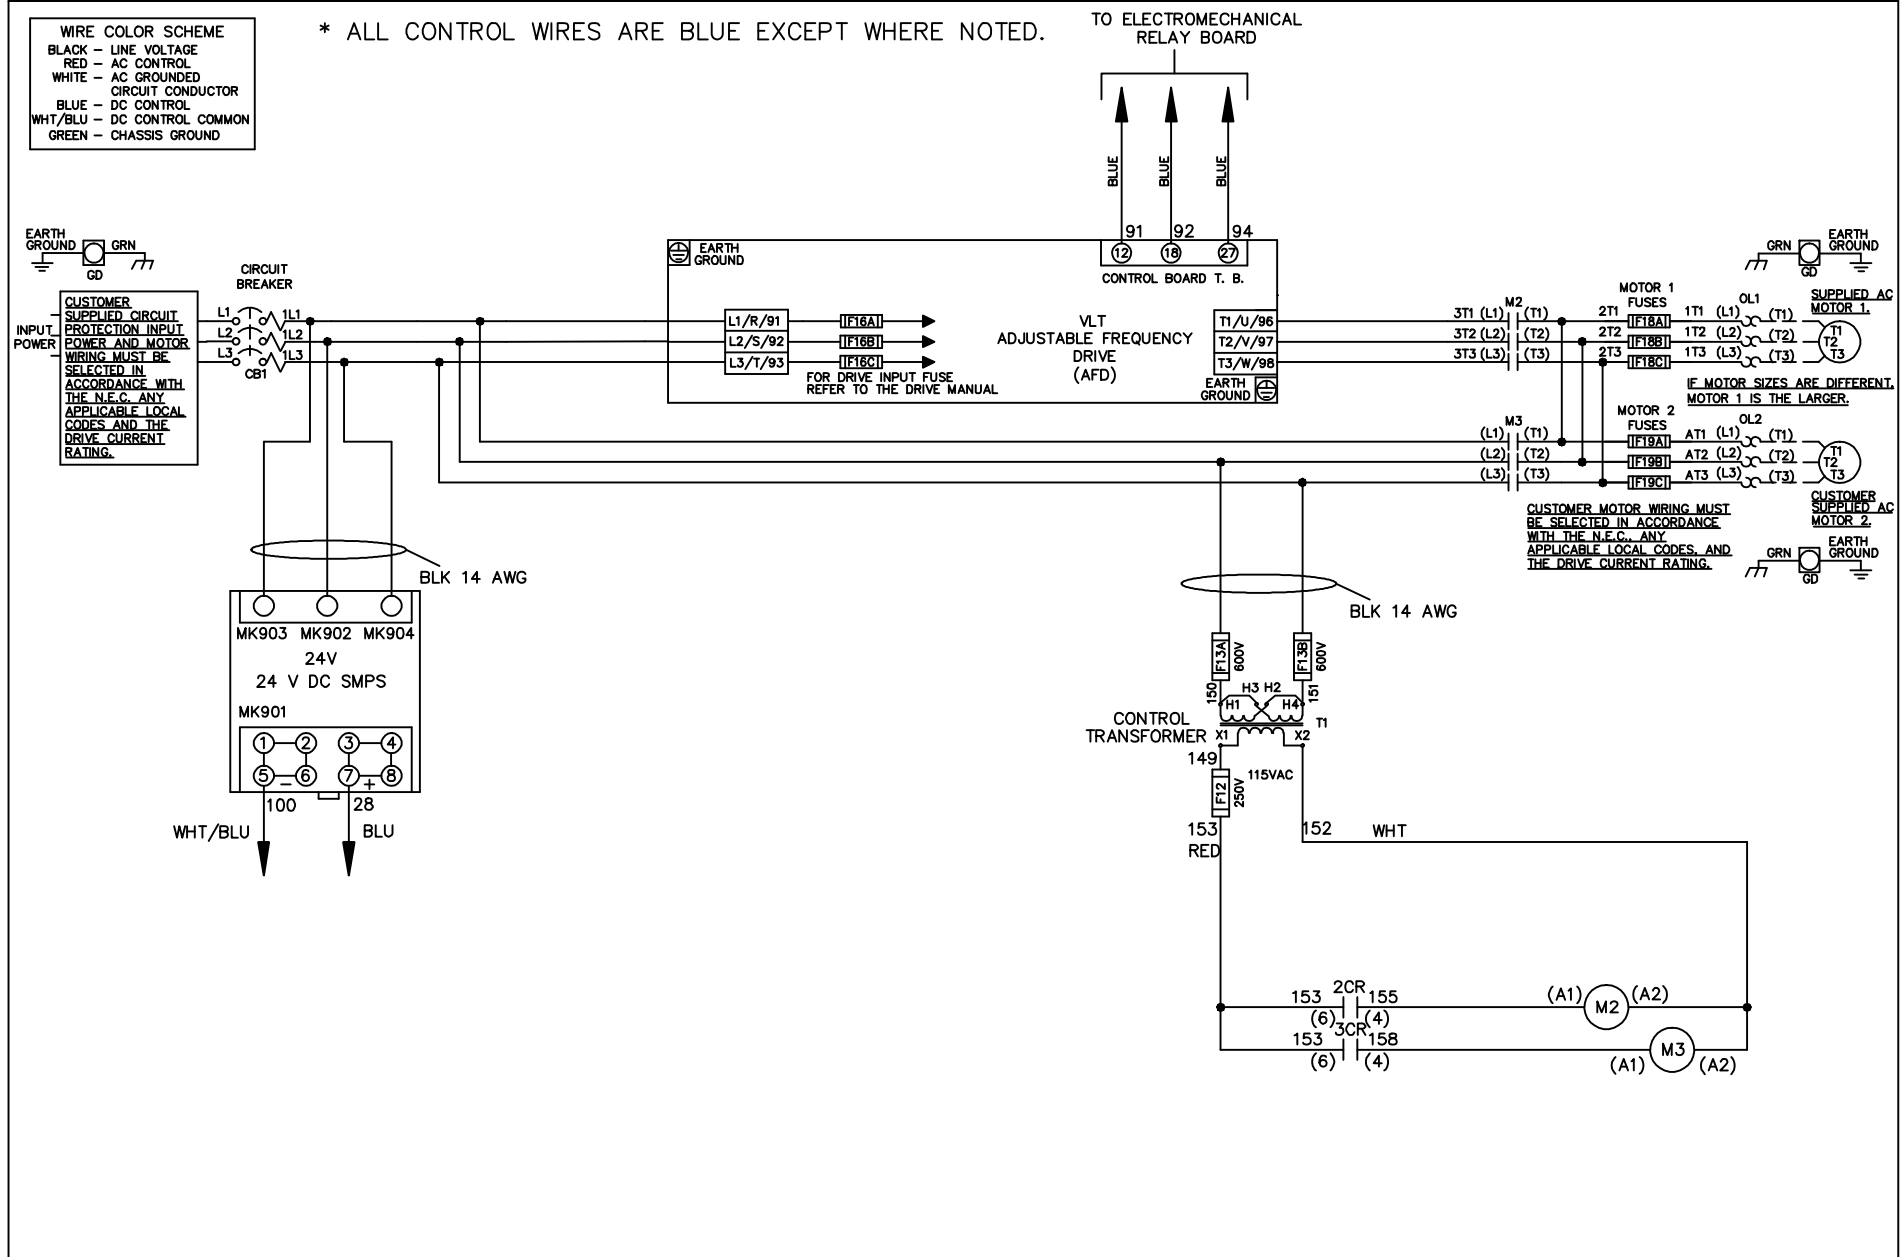 WIRE COLOR SCHEME
BLACK – LINE VOLTAGE
RED – AC CONTROL
WHITE – AC GROUNDED
CIRCUIT CONDUCTOR
BLUE – DC CONTROL
WHT/BLU – DC CONTROL COMMON
GREEN – CHASSIS GROUND
* ALL CONTROL WIRES ARE BLUE EXCEPT WHERE NOTED.
TO ELECTROMECHANICAL
RELAY BOARD
BLUE
BLUE
BLUE
91
92
94
12
18
27
CONTROL BOARD T. B.
EARTH
GROUND
GRN
GD
CIRCUIT
BREAKER
INPUT
POWER
CUSTOMER
SUPPLIED CIRCUIT
PROTECTION INPUT
POWER AND MOTOR
WIRING MUST BE
SELECTED IN
ACCORDANCE WITH
THE N.E.C. ANY
APPLICABLE LOCAL
CODES AND THE
DRIVE CURRENT
RATING.
L1
1L1
L2
1L2
L3
1L3
CB1
EARTH
GROUND
L1/R/91
F16A
L2/S/92
F16B
L3/T/93
F16C
FOR DRIVE INPUT FUSE
REFER TO THE DRIVE MANUAL
VLT
ADJUSTABLE FREQUENCY
DRIVE
(AFD)
T1/U/96
T2/V/97
T3/W/98
EARTH
GROUND
M2
3T1 (L1) (T1)
3T2 (L2) (T2)
3T3 (L3) (T3)
MOTOR 1
FUSES
2T1
F18A
1T1 (L1)
2T2
F18B
1T2 (L2)
2T3
F18C
1T3 (L3)
OL1
(T1)
(T2)
(T3)
T1
T2
T3
GRN
GD
EARTH
GROUND
SUPPLIED AC
MOTOR 1.
IF MOTOR SIZES ARE DIFFERENT,
MOTOR 1 IS THE LARGER.
M3
(L1) (T1)
(L2) (T2)
(L3) (T3)
MOTOR 2
FUSES
F19A
AT1 (L1)
F19B
AT2 (L2)
F19C
AT3 (L3)
OL2
(T1)
(T2)
(T3)
T1
T2
T3
CUSTOMER
SUPPLIED AC
MOTOR 2.
CUSTOMER MOTOR WIRING MUST
BE SELECTED IN ACCORDANCE
WITH THE N.E.C., ANY
APPLICABLE LOCAL CODES, AND
THE DRIVE CURRENT RATING.
GRN
GD
EARTH
GROUND
BLK 14 AWG
MK903 MK902 MK904
24V
24 V DC SMPS
MK901
1 2 3 4
5 6 7 8
– +
100
28
WHT/BLU
BLU
BLK 14 AWG
F13A
600V
F13B
600V
150
151
H3 H2
H1
H4
T1
CONTROL
TRANSFORMER
X1
X2
149
115VAC
F12
250V
153
RED
152
WHT
153 2CR 155
(6) (4)
(A1) M2 (A2)
153 3CR 158
(6) (4)
(A1) M3 (A2)